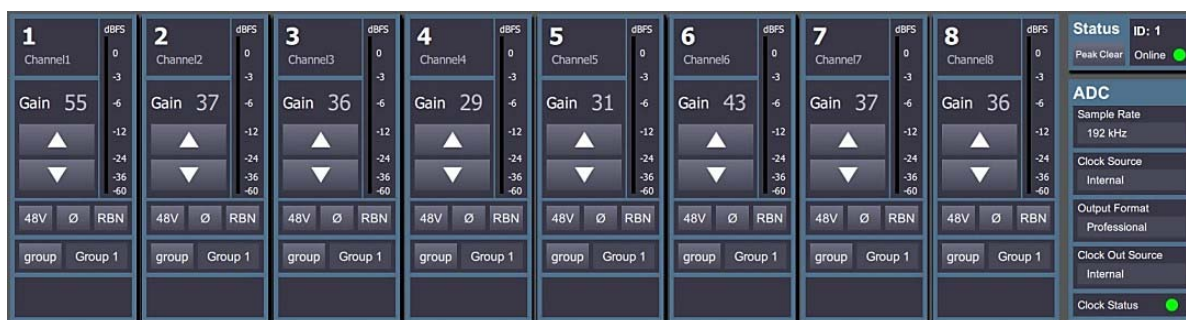 1 dBFS
Channel1
0
-3
Gain 55 -6
-12
-24
-36
-60
48V Ø RBN
group Group 1
2 dBFS
Channel2
0
-3
Gain 37 -6
-12
-24
-36
-60
48V Ø RBN
group Group 1
3 dBFS
Channel3
0
-3
Gain 36 -6
-12
-24
-36
-60
48V Ø RBN
group Group 1
4 dBFS
Channel4
0
-3
Gain 29 -6
-12
-24
-36
-60
48V Ø RBN
group Group 1
5 dBFS
Channel5
0
-3
Gain 31 -6
-12
-24
-36
-60
48V Ø RBN
group Group 1
6 dBFS
Channel6
0
-3
Gain 43 -6
-12
-24
-36
-60
48V Ø RBN
group Group 1
7 dBFS
Channel7
0
-3
Gain 37 -6
-12
-24
-36
-60
48V Ø RBN
group Group 1
8 dBFS
Channel8
0
-3
Gain 36 -6
-12
-24
-36
-60
48V Ø RBN
group Group 1
Status ID: 1
Peak Clear Online
ADC
Sample Rate
192 kHz
Clock Source
Internal
Output Format
Professional
Clock Out Source
Internal
Clock Status